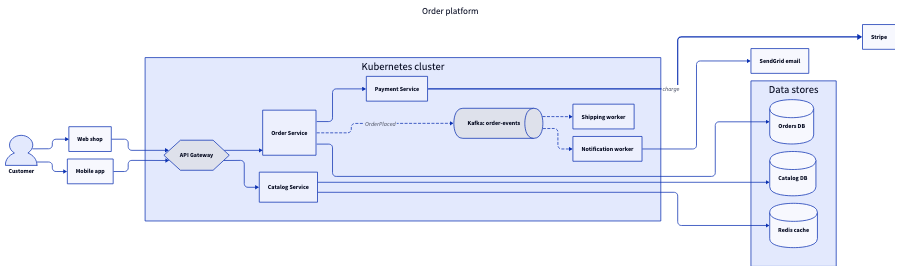 Order platform
Stripe
SendGrid email
Kubernetes cluster
Payment Service
charge
Data stores
Orders DB
Shipping worker
Order Service
OrderPlaced
Kafka: order-events
Notification worker
Web shop
API Gateway
Customer
Mobile app
Catalog Service
Catalog DB
Redis cache